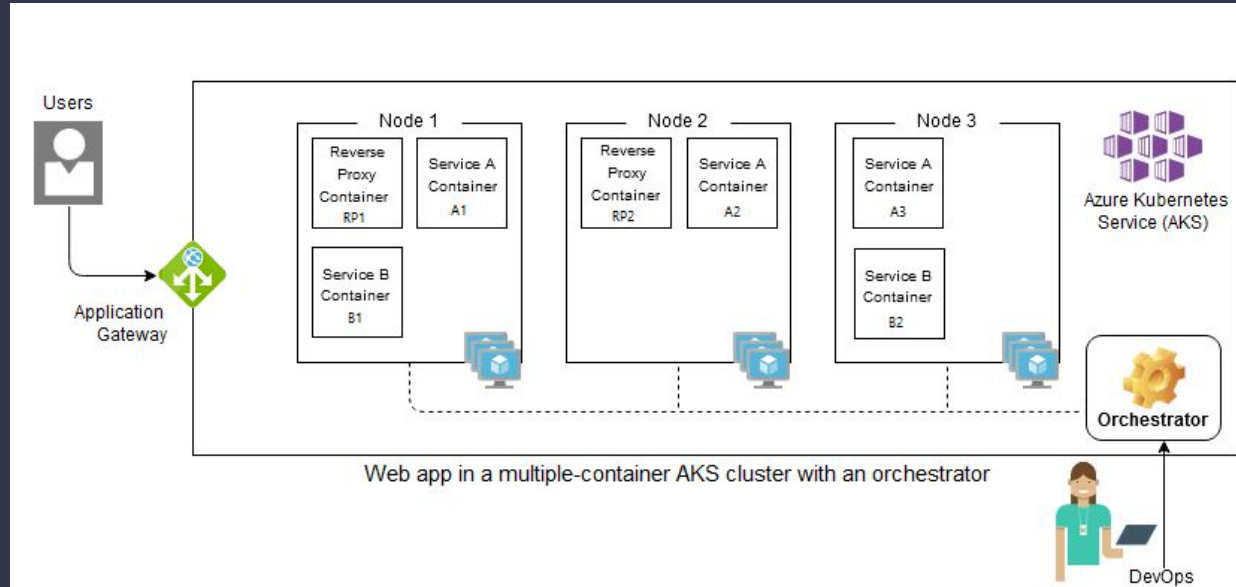 Users
Application
Gateway
Node 1
Reverse
Proxy
Container
RP1
Service A
Container
A1
Service B
Container
B1
Node 2
Reverse
Proxy
Container
RP2
Service A
Container
A2
Node 3
Service A
Container
A3
Service B
Container
B2
Azure Kubernetes
Service (AKS)
Orchestrator
Web app in a multiple-container AKS cluster with an orchestrator
DevOps